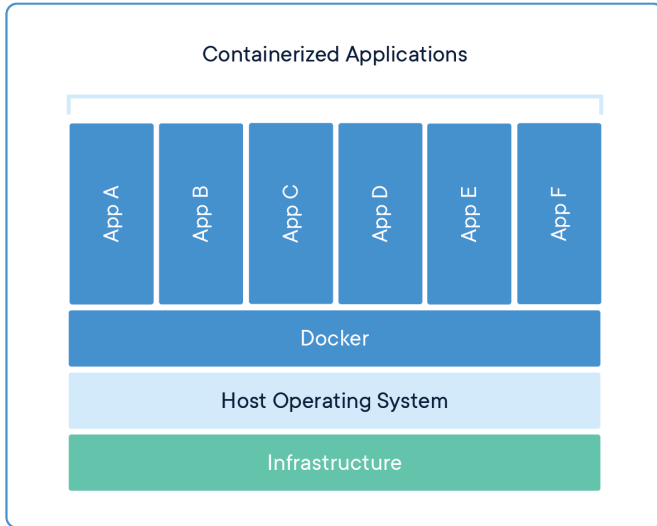 Containerized Applications
App A
App B
App C
App D
App E
App F
Docker
Host Operating System
Infrastructure